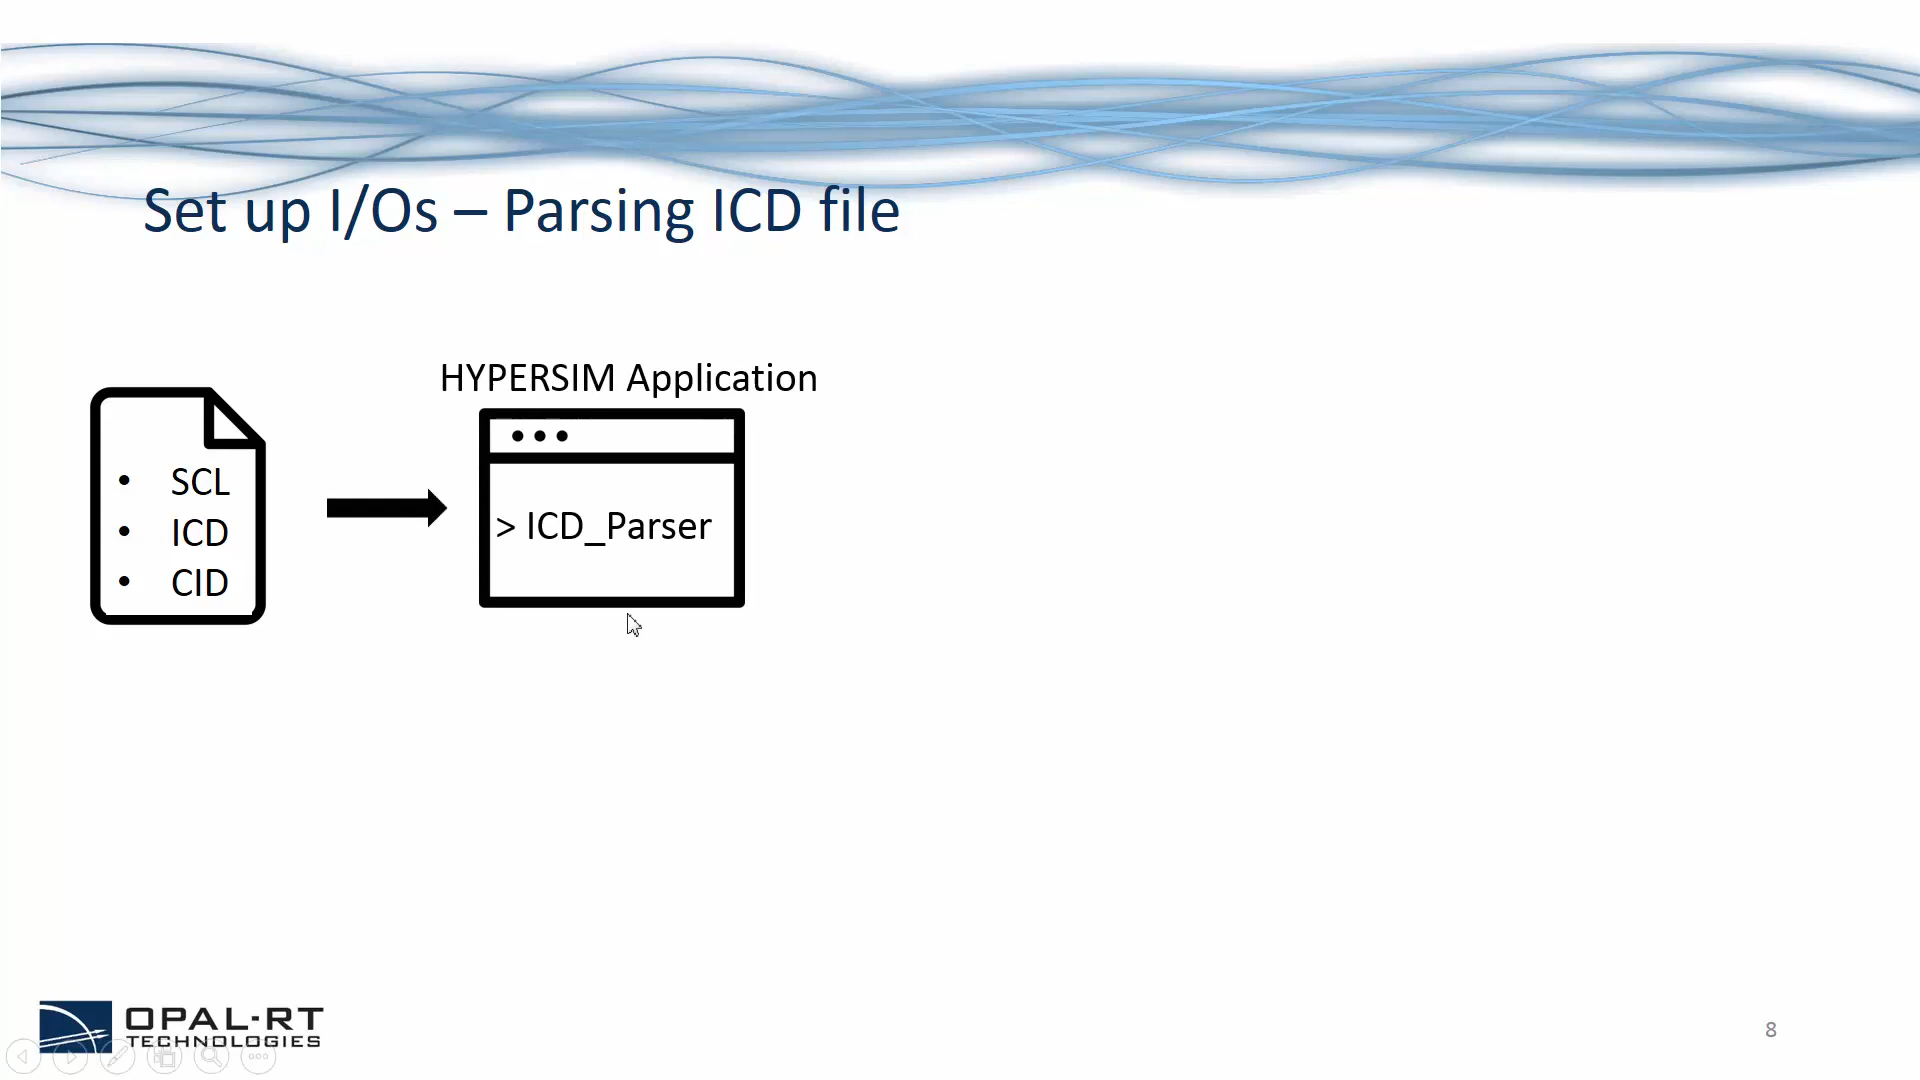 Set up I/Os – Parsing ICD file
HYPERSIM Application
• SCL
• ICD
• CID
> ICD_Parser
OPAL-RT
TECHNOLOGIES
8